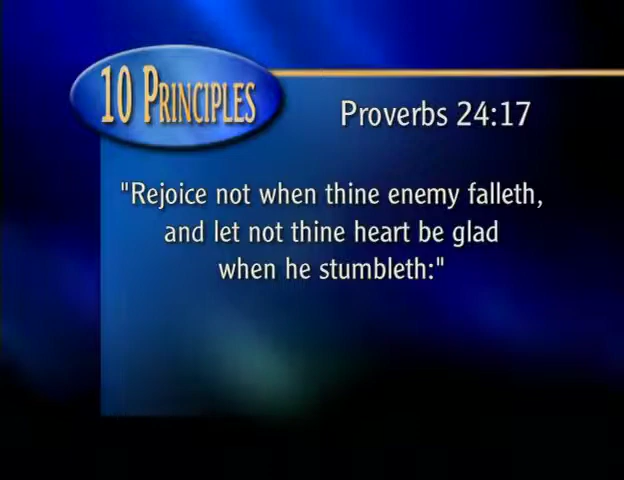 10 PRINCIPLES
Proverbs 24:17
"Rejoice not when thine enemy falleth,
and let not thine heart be glad
when he stumbleth:"